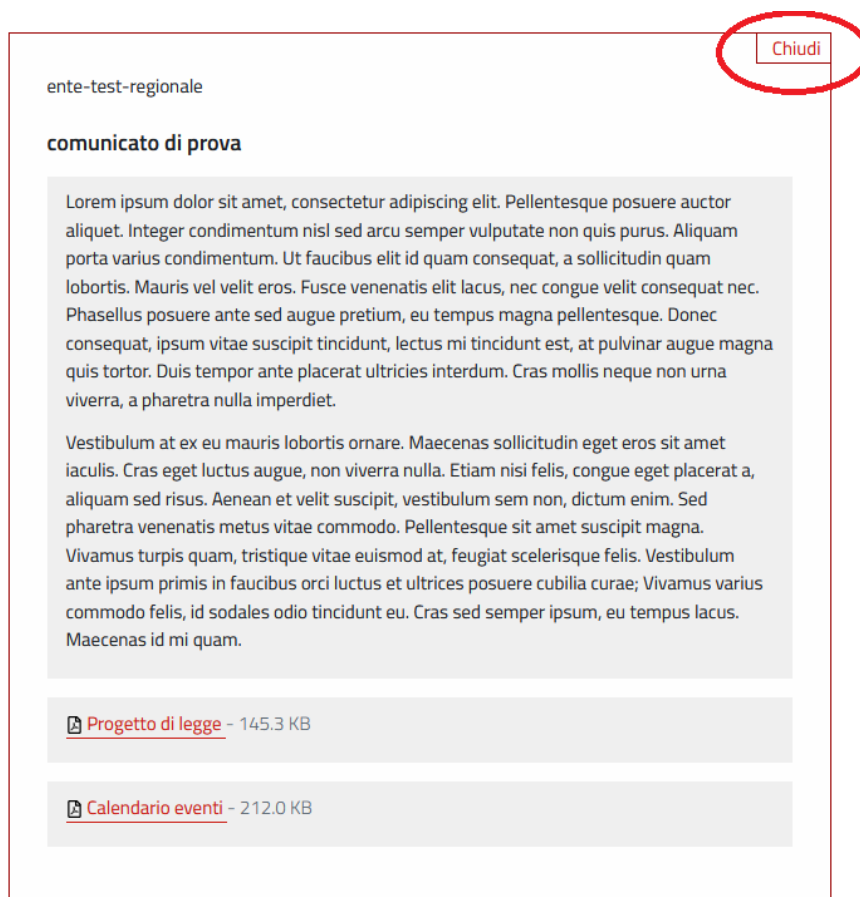 Chiudi
ente-test-regionale
comunicato di prova
Lorem ipsum dolor sit amet, consectetur adipiscing elit. Pellentesque posuere auctor
aliquet. Integer condimentum nisl sed arcu semper vulputate non quis purus. Aliquam
porta varius condimentum. Ut faucibus elit id quam consequat, a sollicitudin quam
lobortis. Mauris vel velit eros. Fusce venenatis elit lacus, nec congue velit consequat nec.
Phasellus posuere ante sed augue pretium, eu tempus magna pellentesque. Donec
consequat, ipsum vitae suscipit tincidunt, lectus mi tincidunt est, at pulvinar augue magna
quis tortor. Duis tempor ante placerat ultricies interdum. Cras mollis neque non urna
viverra, a pharetra nulla imperdiet.
Vestibulum at ex eu mauris lobortis ornare. Maecenas sollicitudin eget eros sit amet
iaculis. Cras eget luctus augue, non viverra nulla. Etiam nisi felis, congue eget placerat a,
aliquam sed risus. Aenean et velit suscipit, vestibulum sem non, dictum enim. Sed
pharetra venenatis metus vitae commodo. Pellentesque sit amet suscipit magna.
Vivamus turpis quam, tristique vitae euismod at, feugiat scelerisque felis. Vestibulum
ante ipsum primis in faucibus orci luctus et ultrices posuere cubilia curae; Vivamus varius
commodo felis, id sodales odio tincidunt eu. Cras sed semper ipsum, eu tempus lacus.
Maecenas id mi quam.
Progetto di legge - 145.3 KB
Calendario eventi - 212.0 KB